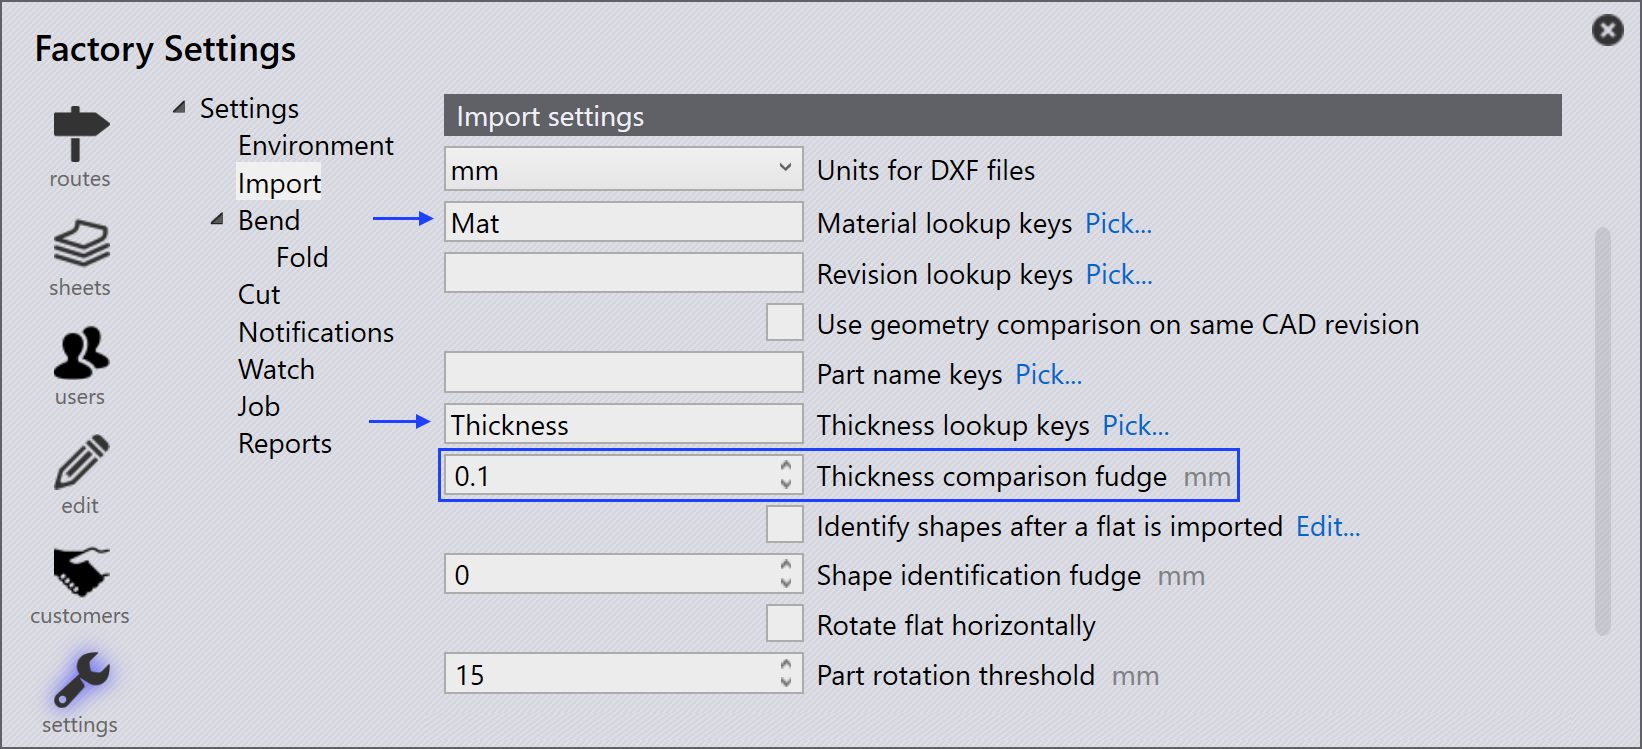 Factory Settings
routes
sheets
users
edit
customers
settings
Settings
Environment
Import
Bend
Fold
Cut
Notifications
Watch
Job
Reports
Import settings
mm Units for DXF files
Mat Material lookup keys Pick...
Revision lookup keys Pick...
Use geometry comparison on same CAD revision
Part name keys Pick...
Thickness Thickness lookup keys Pick...
0.1 Thickness comparison fudge mm
Identify shapes after a flat is imported Edit...
0 Shape identification fudge mm
Rotate flat horizontally
15 Part rotation threshold mm